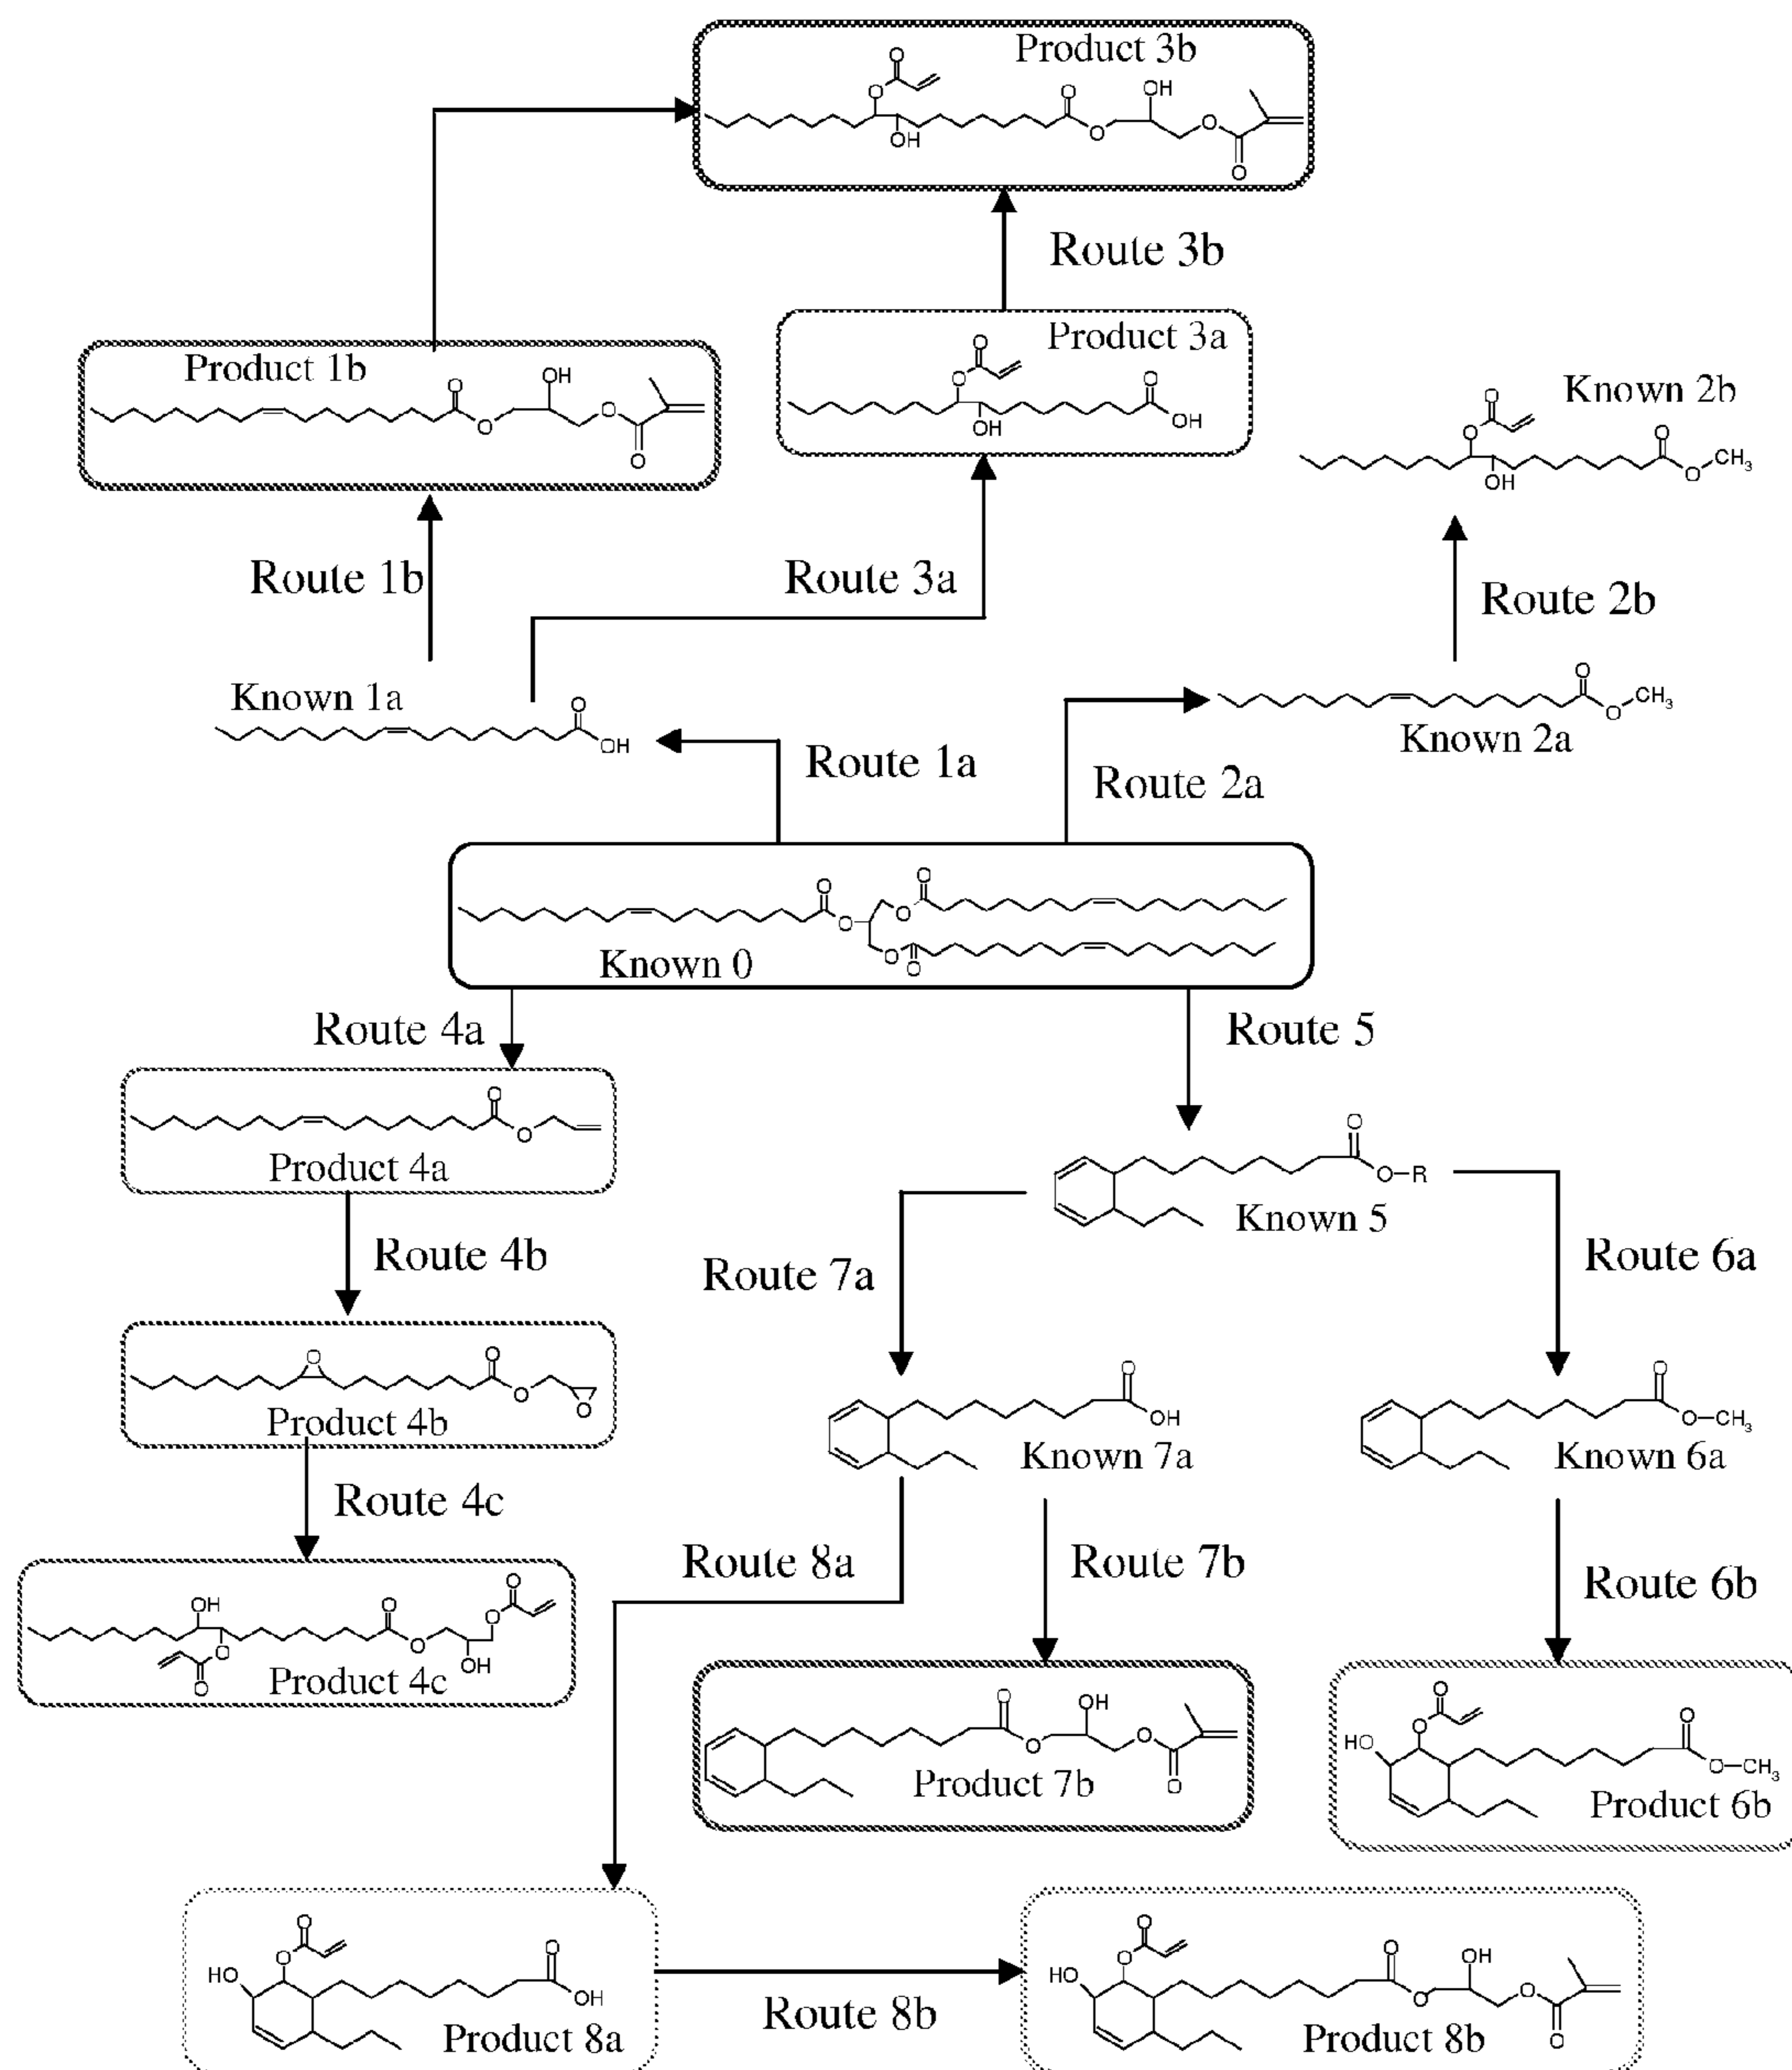 Product 3b
O
O
OH
O
O
OH
O
O
Route 3b
Product 1b
O
O
OH
O
O
Product 3a
O
O
OH
O
OH
Known 2b
O
O
OH
O
O
CH3
Route 1b
Route 3a
Route 2b
Known 1a
O
OH
O
O
CH3
Known 2a
Route 1a
Route 2a
O
O
O
O
O
O
Known 0
Route 4a
Route 5
O
O
Product 4a
O
O–R
Known 5
Route 4b
Route 7a
Route 6a
O
O
O
O
Product 4b
O
OH
Known 7a
O
O–CH3
Known 6a
Route 4c
Route 8a
Route 7b
Route 6b
OH
O
O
O
O
O
O
OH
Product 4c
O
O
OH
O
O
Product 7b
O
O
HO
O
O–CH3
Product 6b
O
O
HO
O
OH
Product 8a
Route 8b
O
O
HO
O
O
OH
O
O
Product 8b